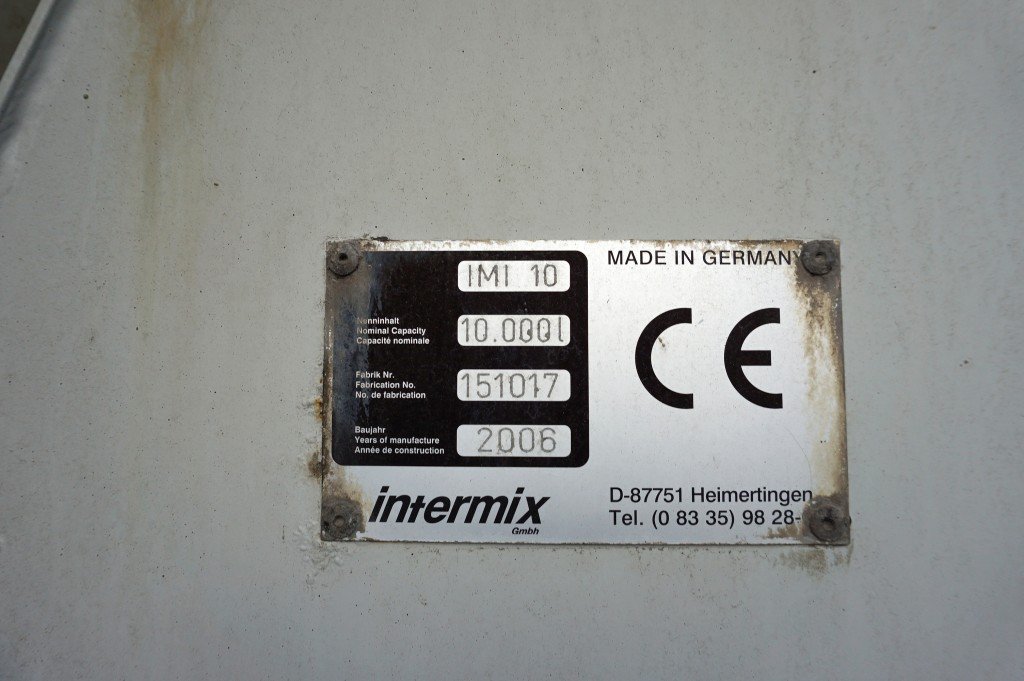 IMI 10
MADE IN GERMANY
Nenninhalt
Nominal Capacity
Capacité nominale
10.000l
Fabrik Nr.
Fabrication No.
No. de fabrication
151017
Baujahr
Years of manufacture
Année de construction
2006
CE
intermix
Gmbh
D-87751 Heimertingen
Tel. (0 83 35) 98 28-